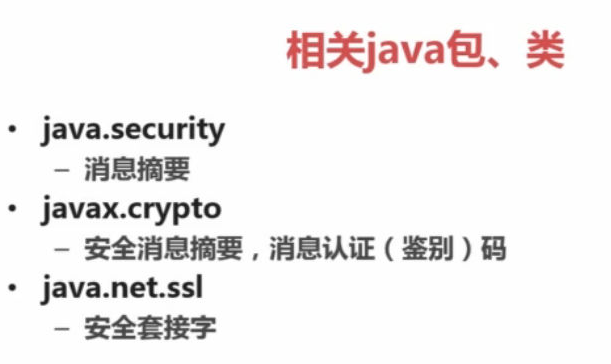 相关java包、类
• java.security
– 消息摘要
• javax.crypto
– 安全消息摘要，消息认证（鉴别）码
• java.net.ssl
– 安全套接字